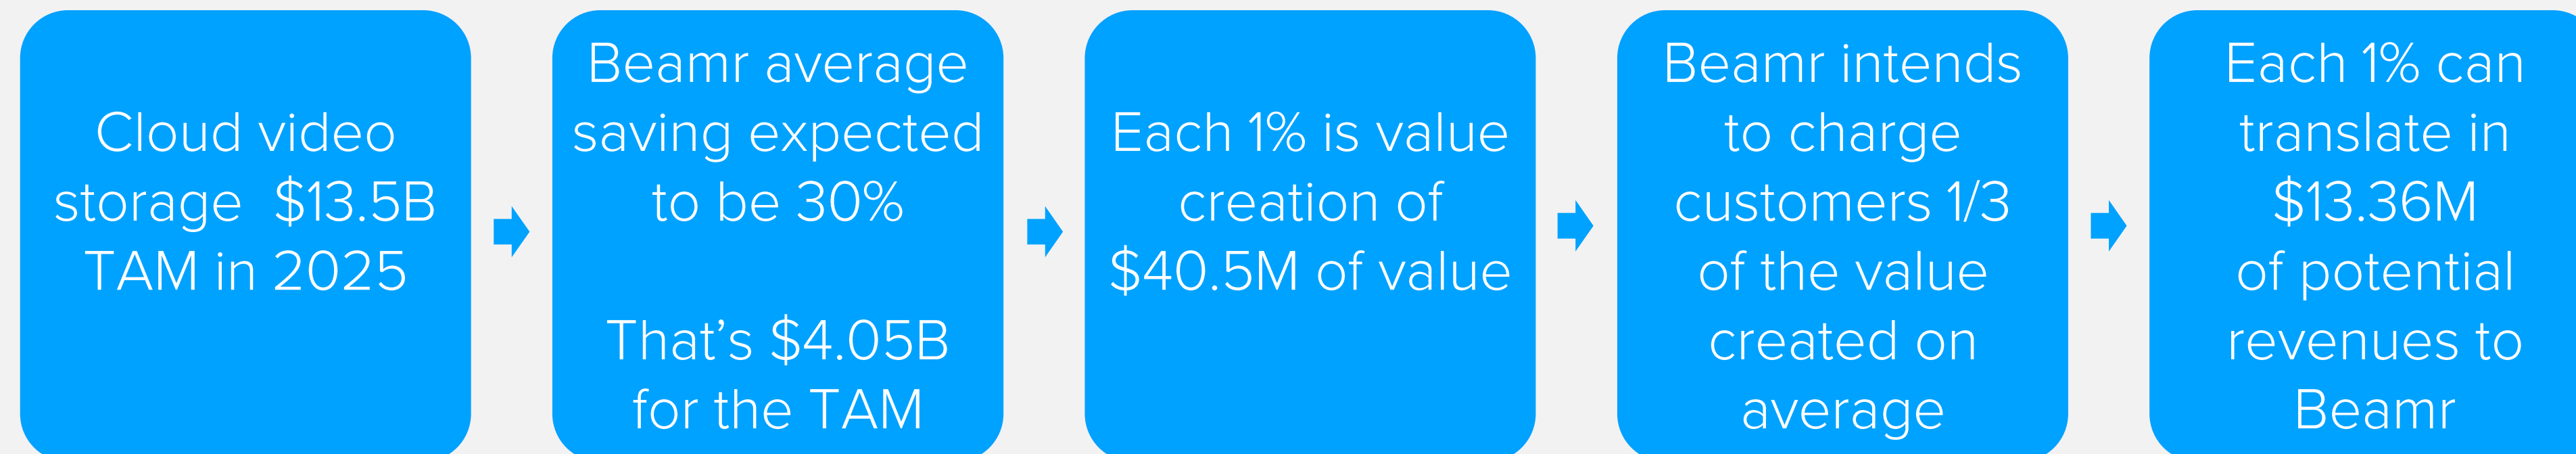 Cloud video
storage  $13.5B
TAM in 2025
Beamr average
saving expected
to be 30%
That’s $4.05B
for the TAM
Each 1% is value
creation of
$40.5M of value
Beamr intends
to charge
customers 1/3
of the value
created on
average
Each 1% can
translate in
$13.36M
of potential
revenues to
Beamr